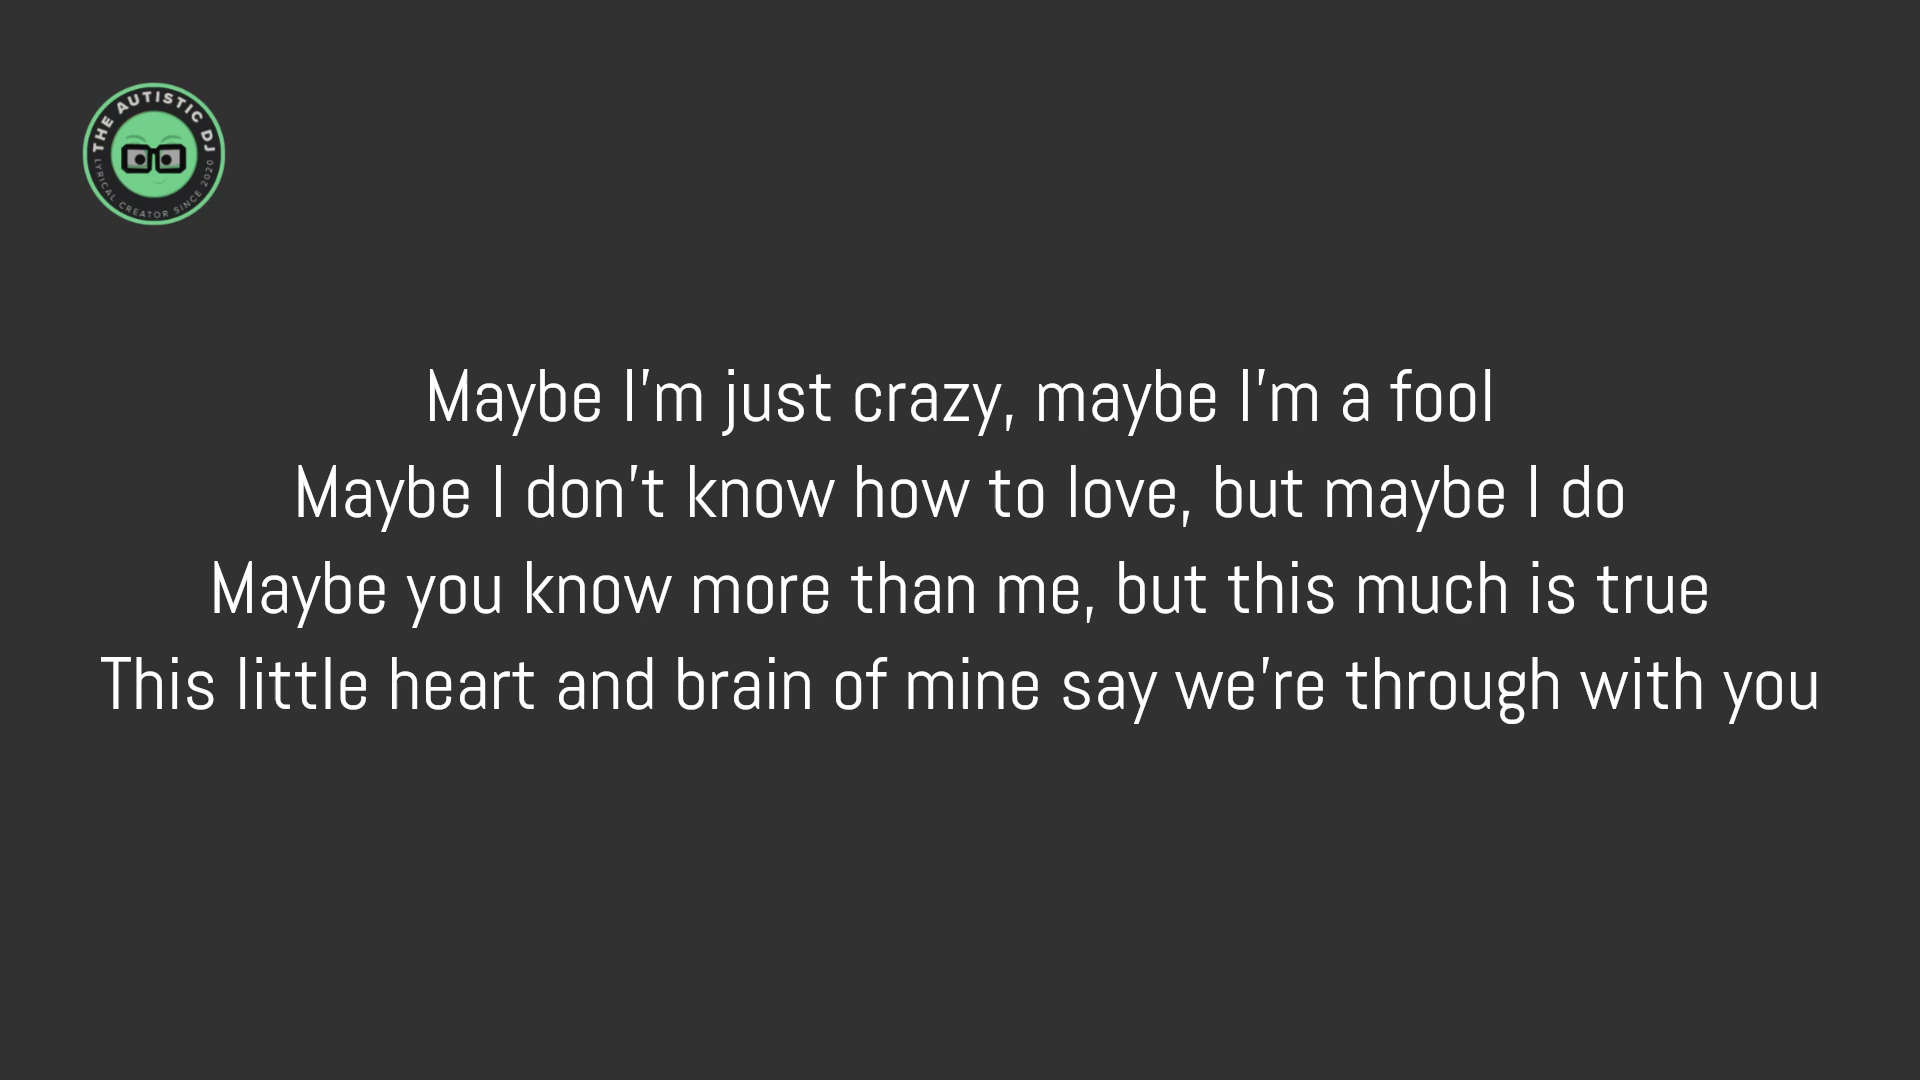 THE AUTISTIC DJ
LYRICAL CREATOR SINCE 2020
Maybe I'm just crazy, maybe I'm a fool
Maybe I don't know how to love, but maybe I do
Maybe you know more than me, but this much is true
This little heart and brain of mine say we're through with you